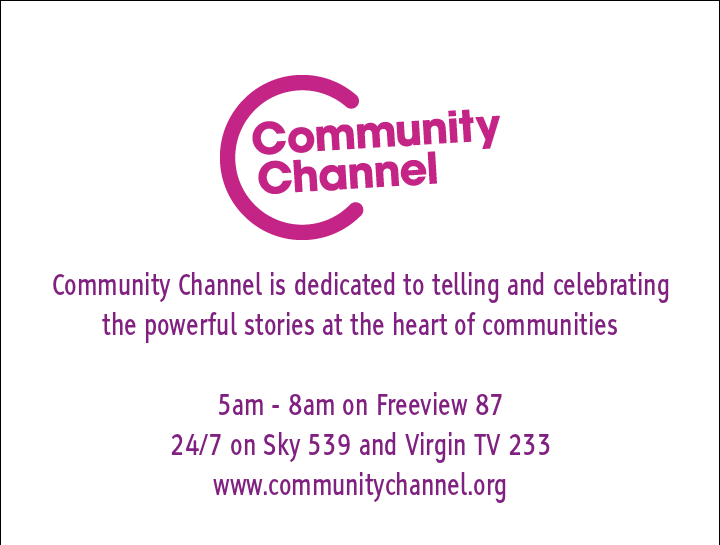 Community
Channel
Community Channel is dedicated to telling and celebrating
the powerful stories at the heart of communities
5am - 8am on Freeview 87
24/7 on Sky 539 and Virgin TV 233
www.communitychannel.org